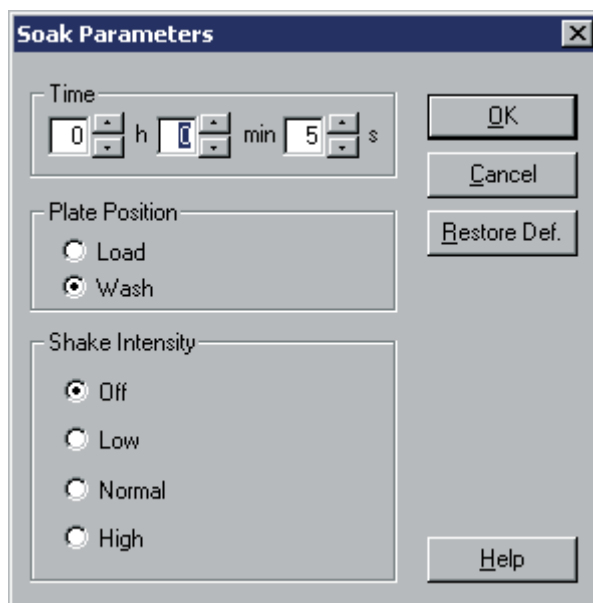 Soak Parameters
Time
0 h 0 min 5 s
Plate Position
Load
Wash
Shake Intensity
Off
Low
Normal
High
OK
Cancel
Restore Def.
Help